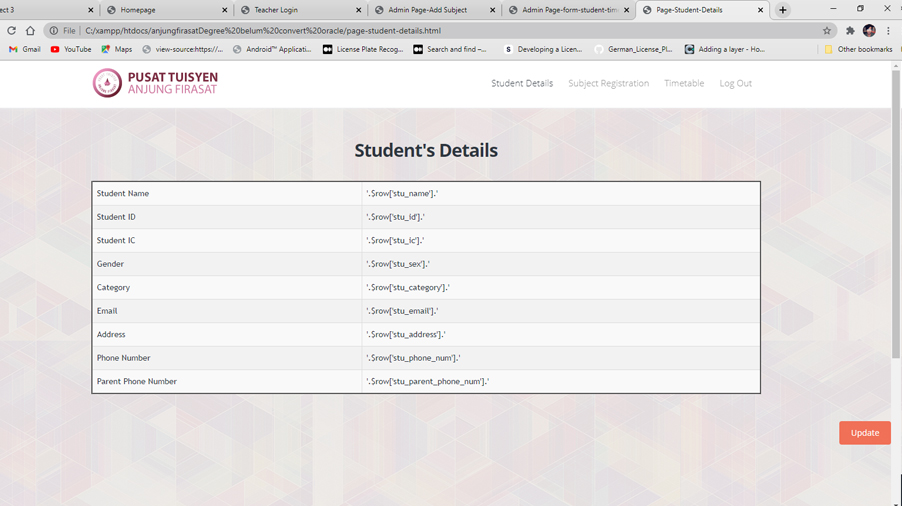 ect 3
Homepage
Teacher Login
Admin Page-Add Subject
Admin Page-form-student-tim
Page-Student-Details
File C:/xampp/htdocs/anjungfirasatDegree%20belum%20convert%20oracle/page-student-details.html
Gmail YouTube Maps view-source:https://... Android™ Applicati... License Plate Recog... Search and find –... Developing a Licen... German_License_Pl... Adding a layer - Ho... Other bookmarks
PUSAT TUISYEN
ANJUNG FIRASAT
Student Details Subject Registration Timetable Log Out
Student's Details
Student Name '.$row['stu_name'].'
Student ID '.$row['stu_id'].'
Student IC '.$row['stu_ic'].'
Gender '.$row['stu_sex'].'
Category '.$row['stu_category'].'
Email '.$row['stu_email'].'
Address '.$row['stu_address'].'
Phone Number '.$row['stu_phone_num'].'
Parent Phone Number '.$row['stu_parent_phone_num'].'
Update